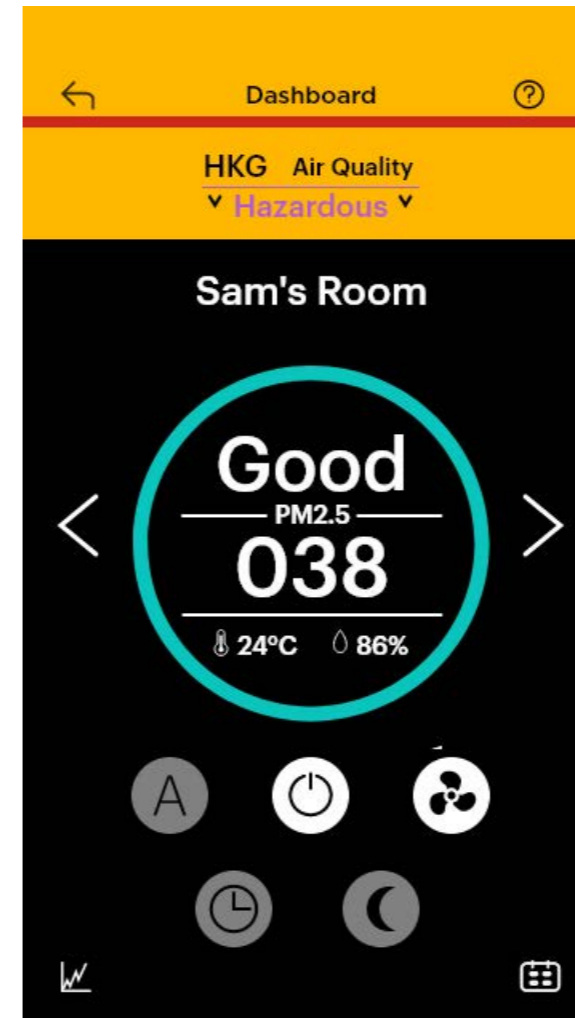 Dashboard
HKG Air Quality
Hazardous
Sam's Room
Good
PM2.5
038
24°C 86%
A